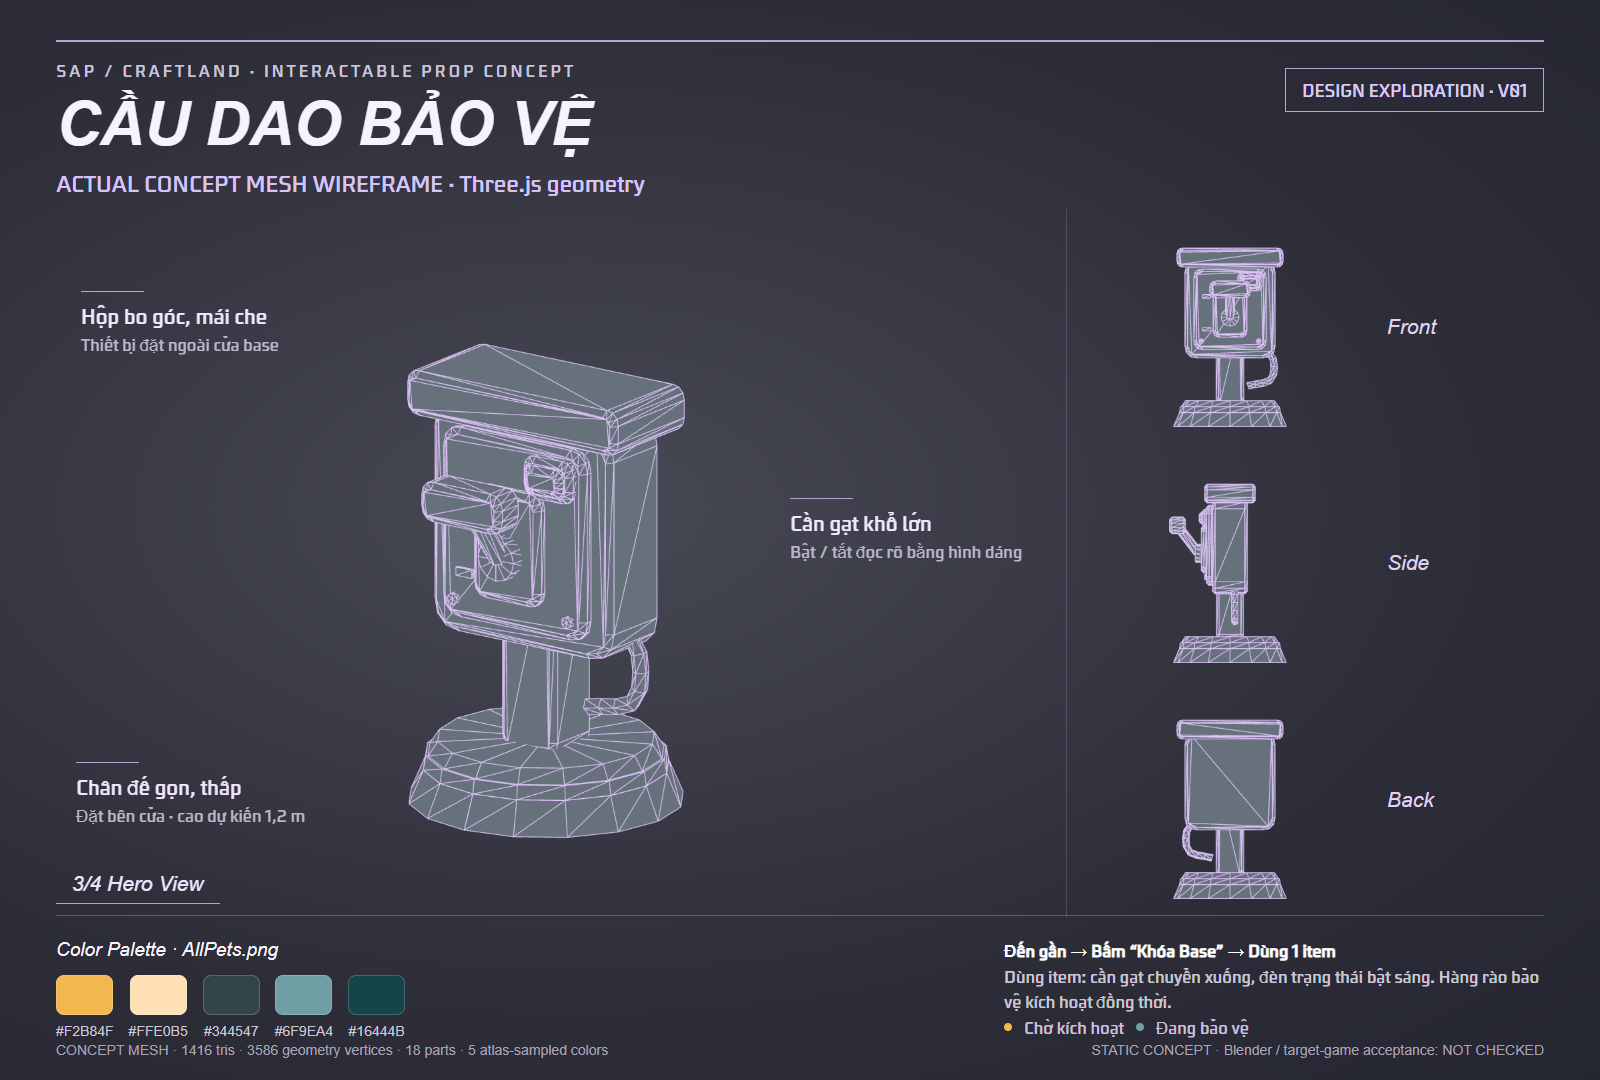 SAP / CRAFTLAND · INTERACTABLE PROP CONCEPT
CẦU DAO BẢO VỆ
ACTUAL CONCEPT MESH WIREFRAME · Three.js geometry
DESIGN EXPLORATION · V01
Hộp bo góc, mái che
Thiết bị đặt ngoài cửa base
Cần gạt khổ lớn
Bật / tắt đọc rõ bằng hình dáng
Chân đế gọn, thấp
Đặt bên cửa · cao dự kiến 1,2 m
3/4 Hero View
Front
Side
Back
Color Palette · AllPets.png
#F2B84F #FFE0B5 #344547 #6F9EA4 #16444B
CONCEPT MESH · 1416 tris · 3586 geometry vertices · 18 parts · 5 atlas-sampled colors
Đến gần → Bấm “Khóa Base” → Dùng 1 item
Dùng item: cần gạt chuyển xuống, đèn trạng thái bật sáng. Hàng rào bảo
vệ kích hoạt đồng thời.
Chờ kích hoạt Đang bảo vệ
STATIC CONCEPT · Blender / target-game acceptance: NOT CHECKED